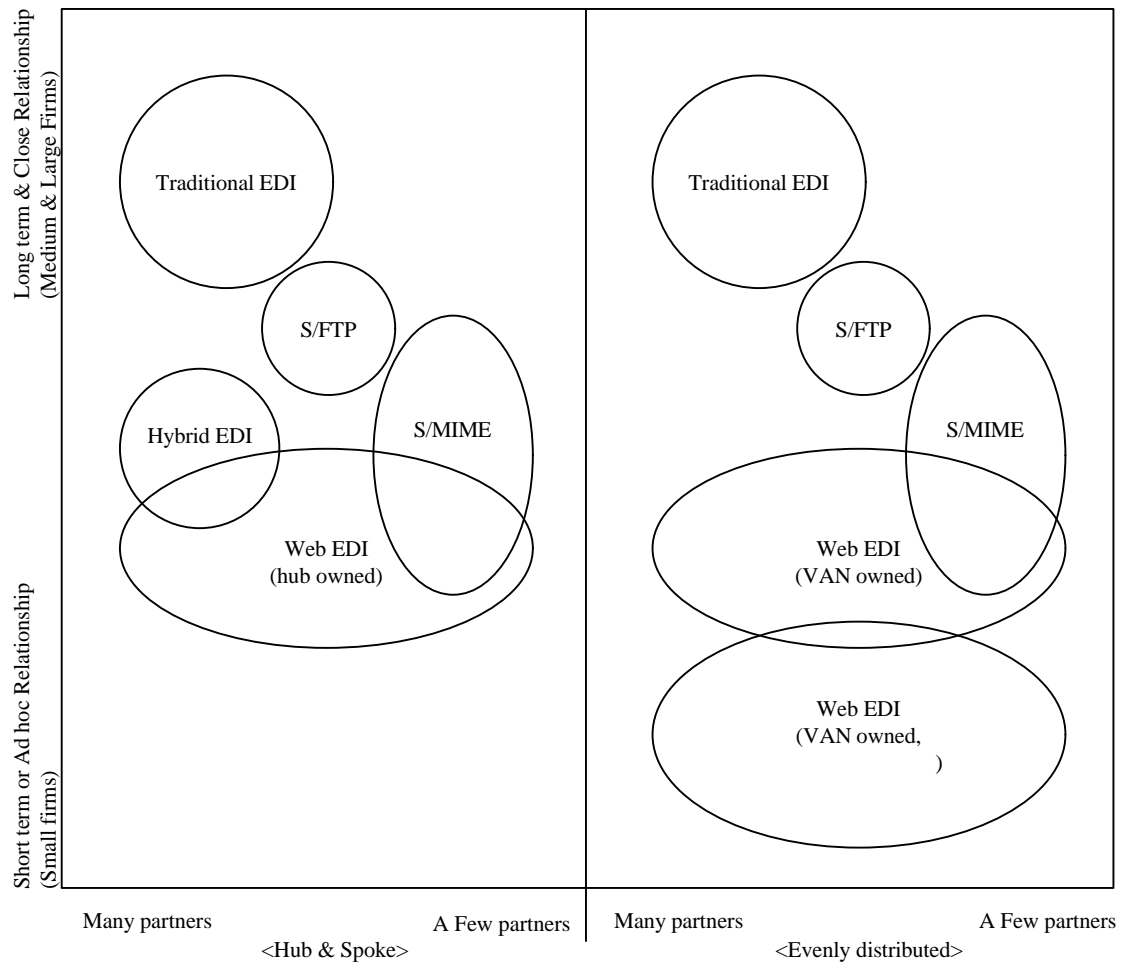 Long term & Close Relationship
(Medium & Large Firms)
Short term or Ad hoc Relationship
(Small firms)
Traditional EDI
S/FTP
Hybrid EDI
S/MIME
Web EDI
(hub owned)
Traditional EDI
S/FTP
S/MIME
Web EDI
(VAN owned)
Web EDI
(VAN owned,
)
Many partners
A Few partners
<Hub & Spoke>
Many partners
A Few partners
<Evenly distributed>